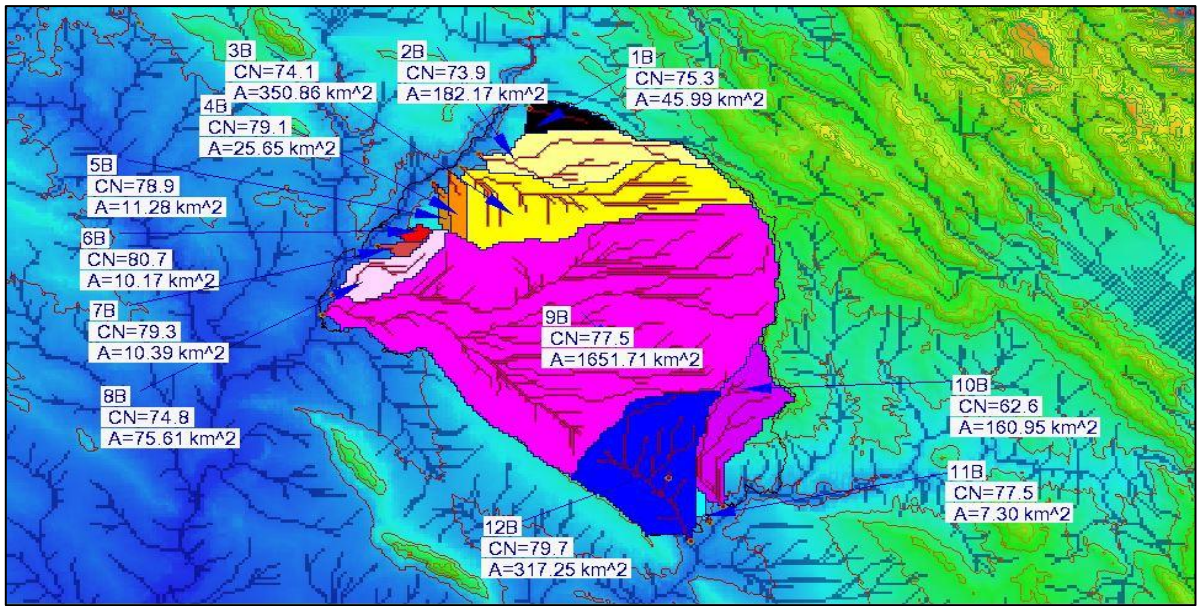 1B
CN=75.3
A=45.99 km^2
2B
CN=73.9
A=182.17 km^2
3B
CN=74.1
A=350.86 km^2
4B
CN=79.1
A=25.65 km^2
5B
CN=78.9
A=11.28 km^2
6B
CN=80.7
A=10.17 km^2
7B
CN=79.3
A=10.39 km^2
8B
CN=74.8
A=75.61 km^2
9B
CN=77.5
A=1651.71 km^2
10B
CN=62.6
A=160.95 km^2
11B
CN=77.5
A=7.30 km^2
12B
CN=79.7
A=317.25 km^2